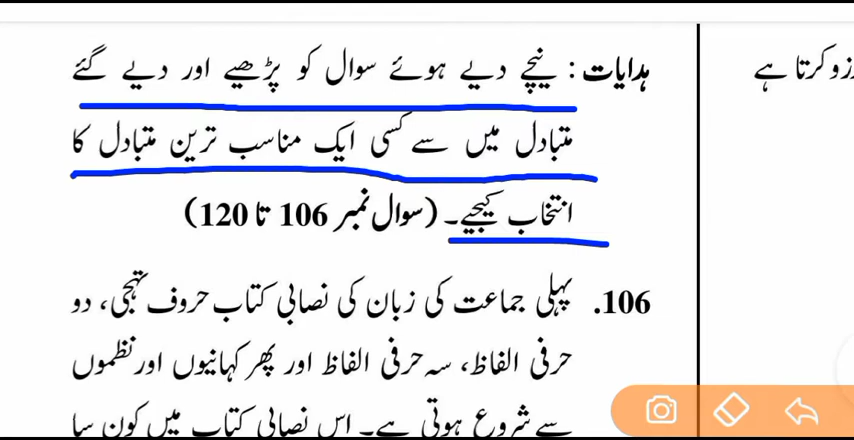 ہدایات : نیچے دیے ہوئے سوال کو پڑھیے اور دیے گئے
متبادل میں سے کسی ایک مناسب ترین متبادل کا
انتخاب کیجیے۔ (سوال نمبر 106 تا 120)
106. پہلی جماعت کی زبان کی نصابی کتاب حروف تہجی، دو
حرفی الفاظ، سہ حرفی الفاظ اور پھر کہانیوں اور نظموں
سے شروع ہوتی ہے۔ اس نصابی کتاب میں کون سا
کرتا ہے